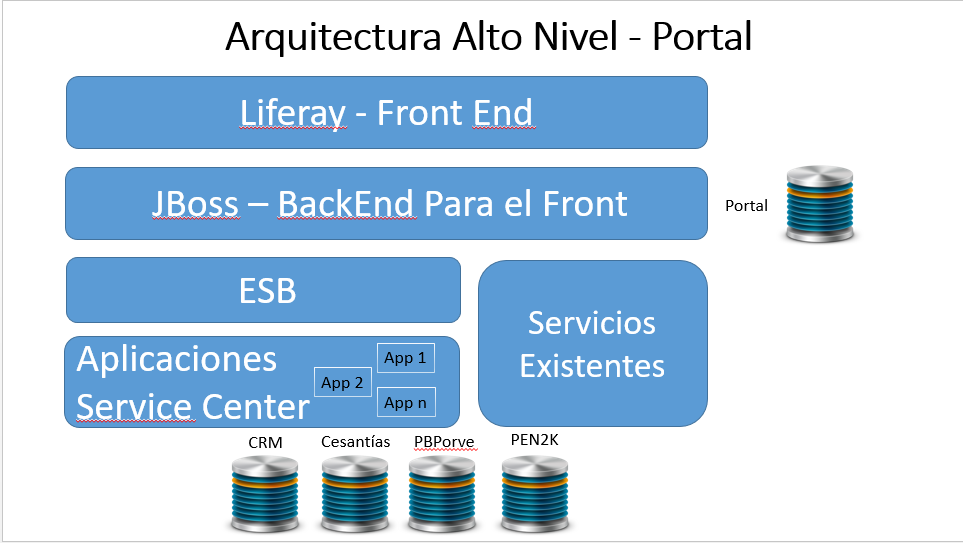 Arquitectura Alto Nivel - Portal
Liferay - Front End
JBoss – BackEnd Para el Front
Portal
ESB
Servicios
Existentes
Aplicaciones
Service Center
App 1
App 2
App n
CRM
Cesantías
PBPorve
PEN2K